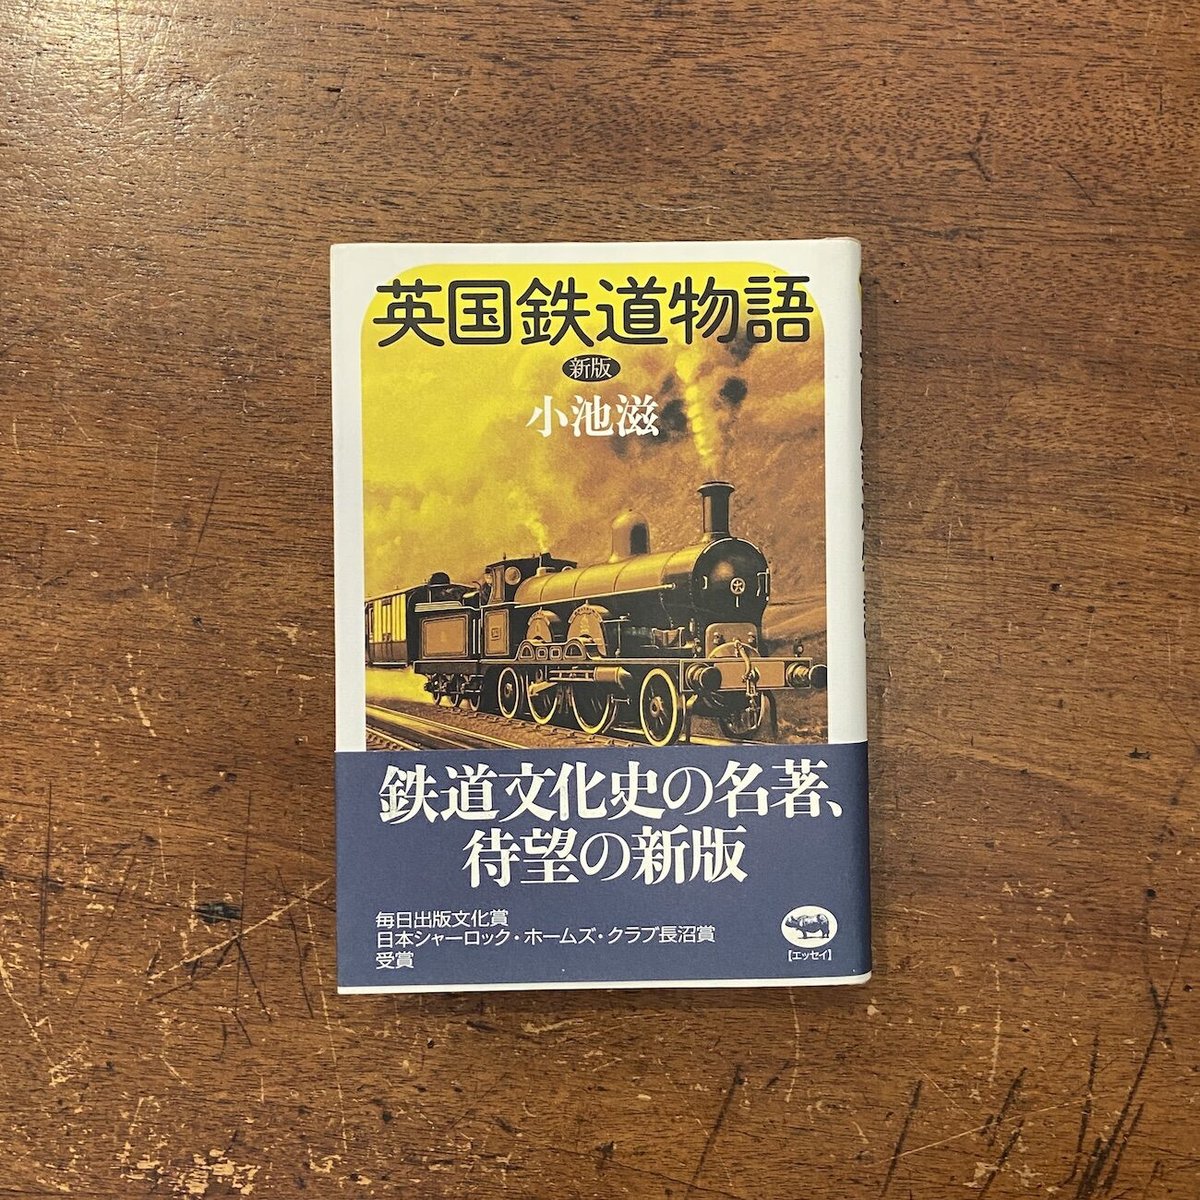 英国鉄道物語
新版
小池滋
鉄道文化史の名著、
待望の新版
毎日出版文化賞
日本シャーロック・ホームズ・クラブ長沼賞
受賞
【エッセイ】